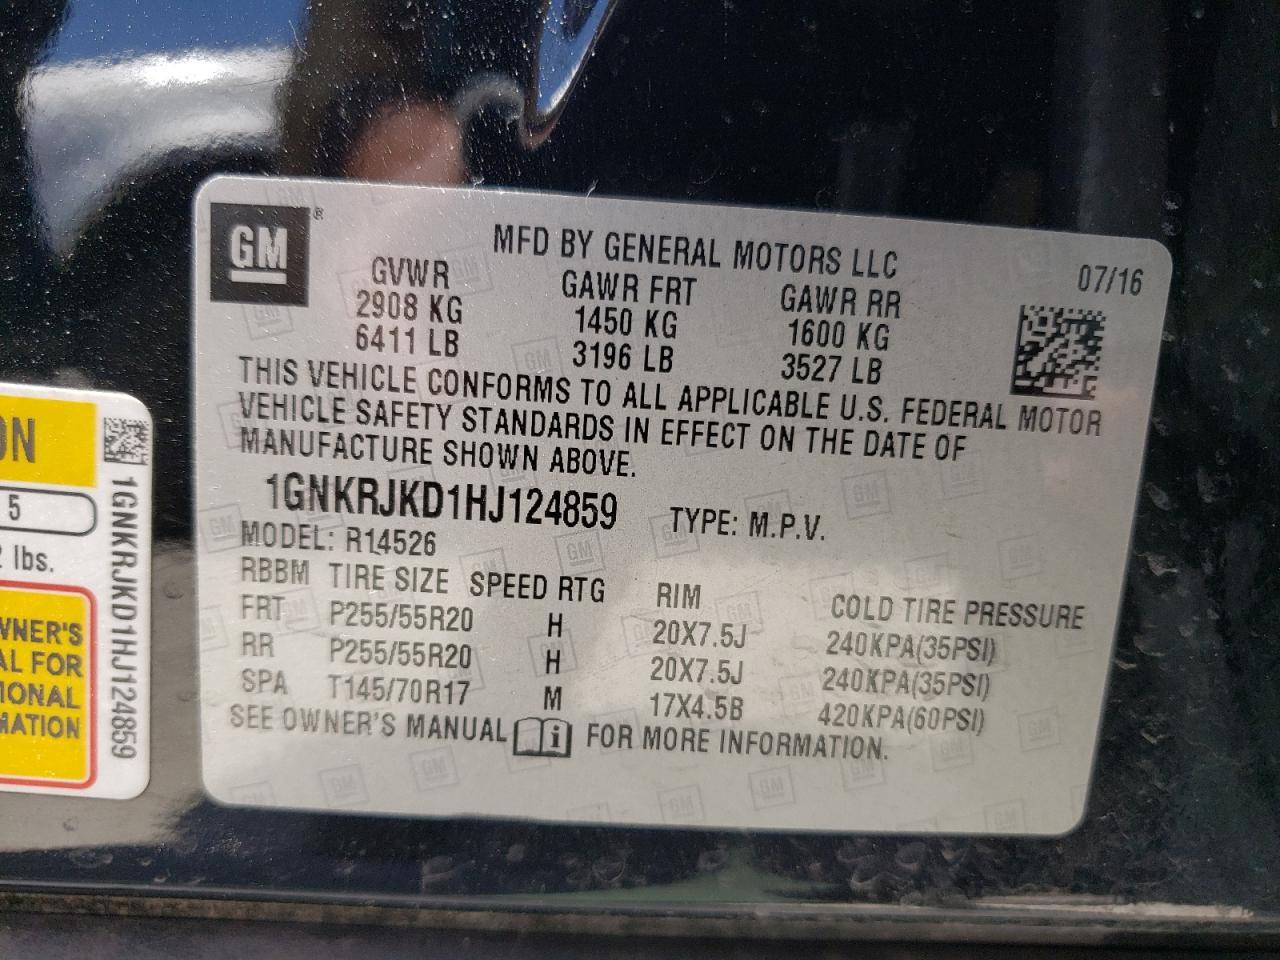 GM ®
MFD BY GENERAL MOTORS LLC
07/16
GVWR GAWR FRT GAWR RR
2908 KG 1450 KG 1600 KG
6411 LB 3196 LB 3527 LB
THIS VEHICLE CONFORMS TO ALL APPLICABLE U.S. FEDERAL MOTOR
VEHICLE SAFETY STANDARDS IN EFFECT ON THE DATE OF
MANUFACTURE SHOWN ABOVE.
1GNKRJKD1HJ124859 TYPE: M.P.V.
MODEL: R14526
RBBM TIRE SIZE SPEED RTG RIM COLD TIRE PRESSURE
FRT P255/55R20 H 20X7.5J 240KPA(35PSI)
RR P255/55R20 H 20X7.5J 240KPA(35PSI)
SPA T145/70R17 M 17X4.5B 420KPA(60PSI)
SEE OWNER'S MANUAL i FOR MORE INFORMATION.
ON
5
2 lbs.
WNER'S
AL FOR
IONAL
MATION
1GNKRJKD1HJ124859